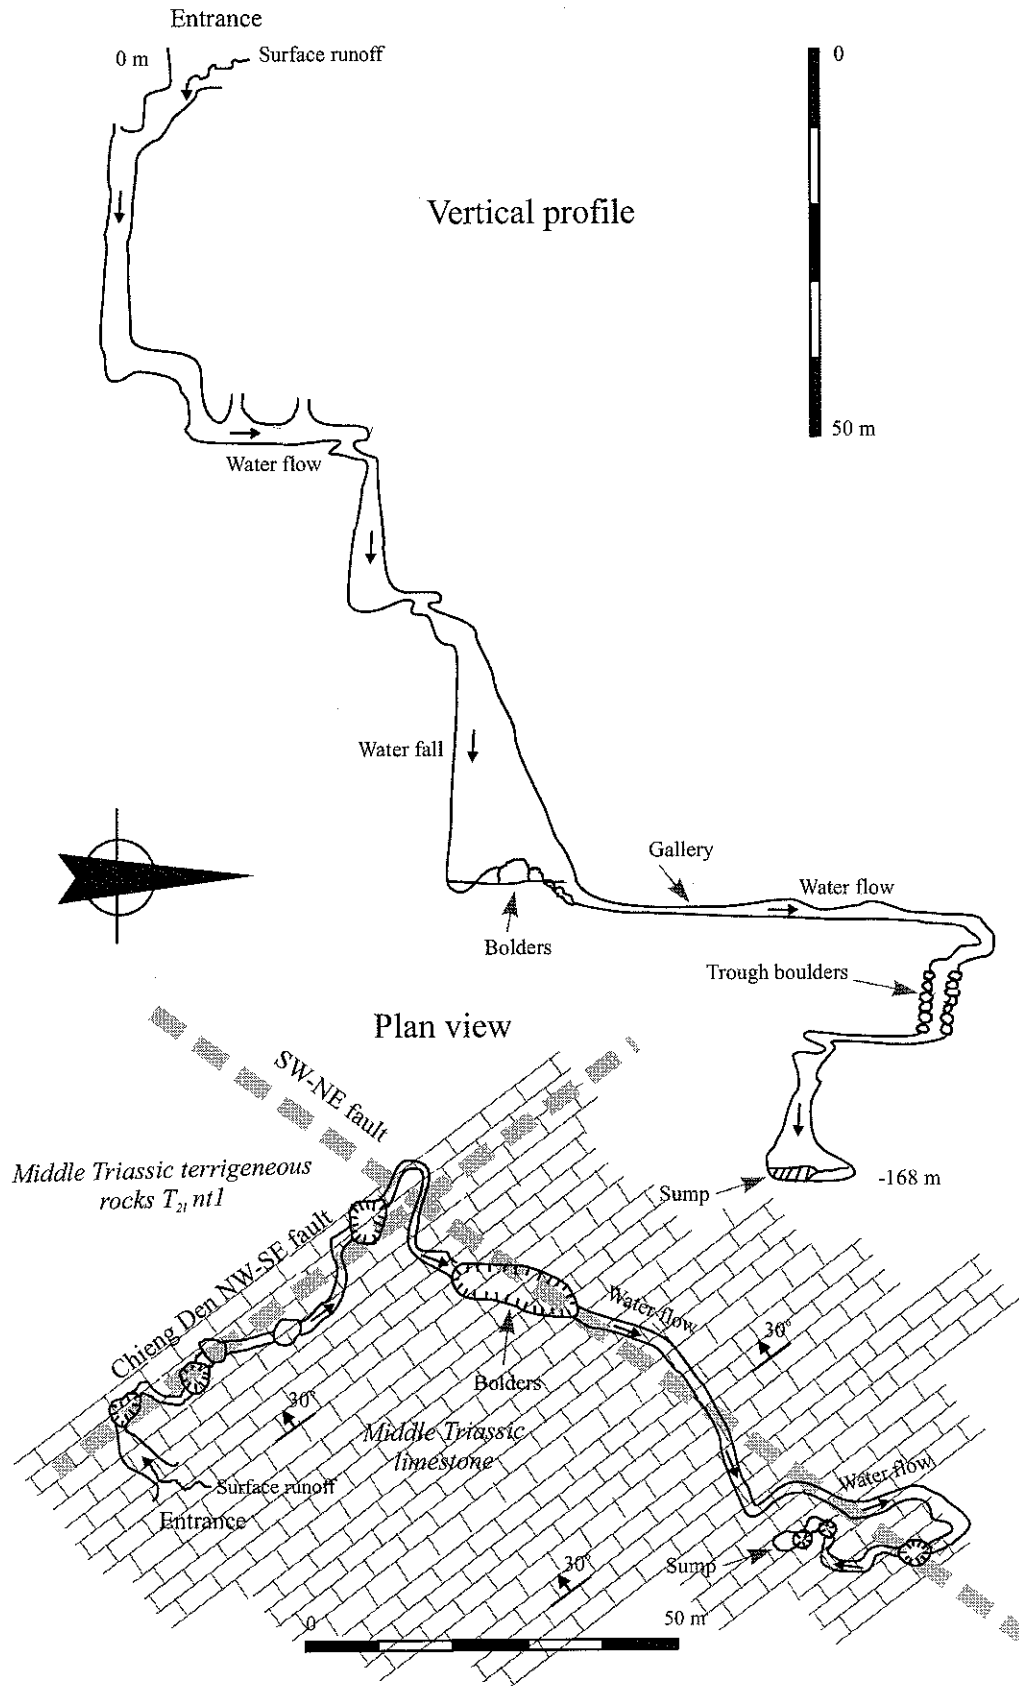 Entrance
0 m
Surface runoff
0
Vertical profile
50 m
Water flow
Water fall
Gallery
Water flow
Bolders
Trough boulders
Plan view
SW-NE fault
Middle Triassic terrigeneous
rocks T2l nt1
Sump
-168 m
Chieng Den NW-SE fault
Water flow
30°
Bolders
30°
Middle Triassic
limestone
Surface runoff
Entrance
Water flow
Sump
30°
0
50 m